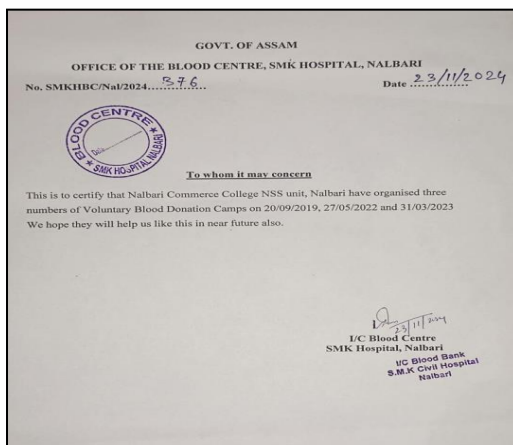 GOVT. OF ASSAM
OFFICE OF THE BLOOD CENTRE, SMK HOSPITAL, NALBARI
No. SMKHBC/Nal/2024...376... Date 23/11/2024
BLOOD CENTRE
SMK HOSPITAL NALBARI
To whom it may concern
This is to certify that Nalbari Commerce College NSS unit, Nalbari have organised three
numbers of Voluntary Blood Donation Camps on 20/09/2019, 27/05/2022 and 31/03/2023
We hope they will help us like this in near future also.
23/11/2024
I/C Blood Centre
SMK Hospital, Nalbari
I/C Blood Bank
S.M.K Civil Hospital
Nalbari